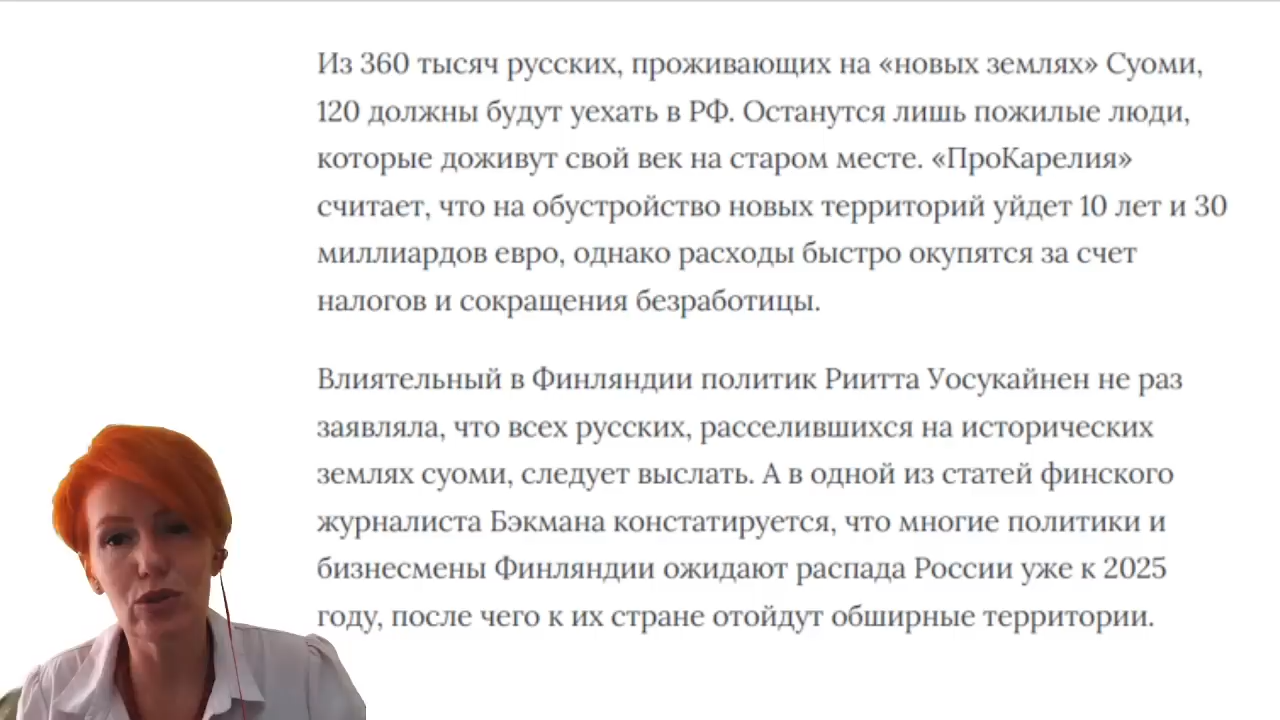 Из 360 тысяч русских, проживающих на «новых землях» Суоми,
120 должны будут уехать в РФ. Останутся лишь пожилые люди,
которые доживут свой век на старом месте. «ПроКарелия»
считает, что на обустройство новых территорий уйдет 10 лет и 30
миллиардов евро, однако расходы быстро окупятся за счет
налогов и сокращения безработицы.
Влиятельный в Финляндии политик Риитта Уосукайнен не раз
заявляла, что всех русских, расселившихся на исторических
землях суоми, следует выслать. А в одной из статей финского
журналиста Бэкмана констатируется, что многие политики и
бизнесмены Финляндии ожидают распада России уже к 2025
году, после чего к их стране отойдут обширные территории.